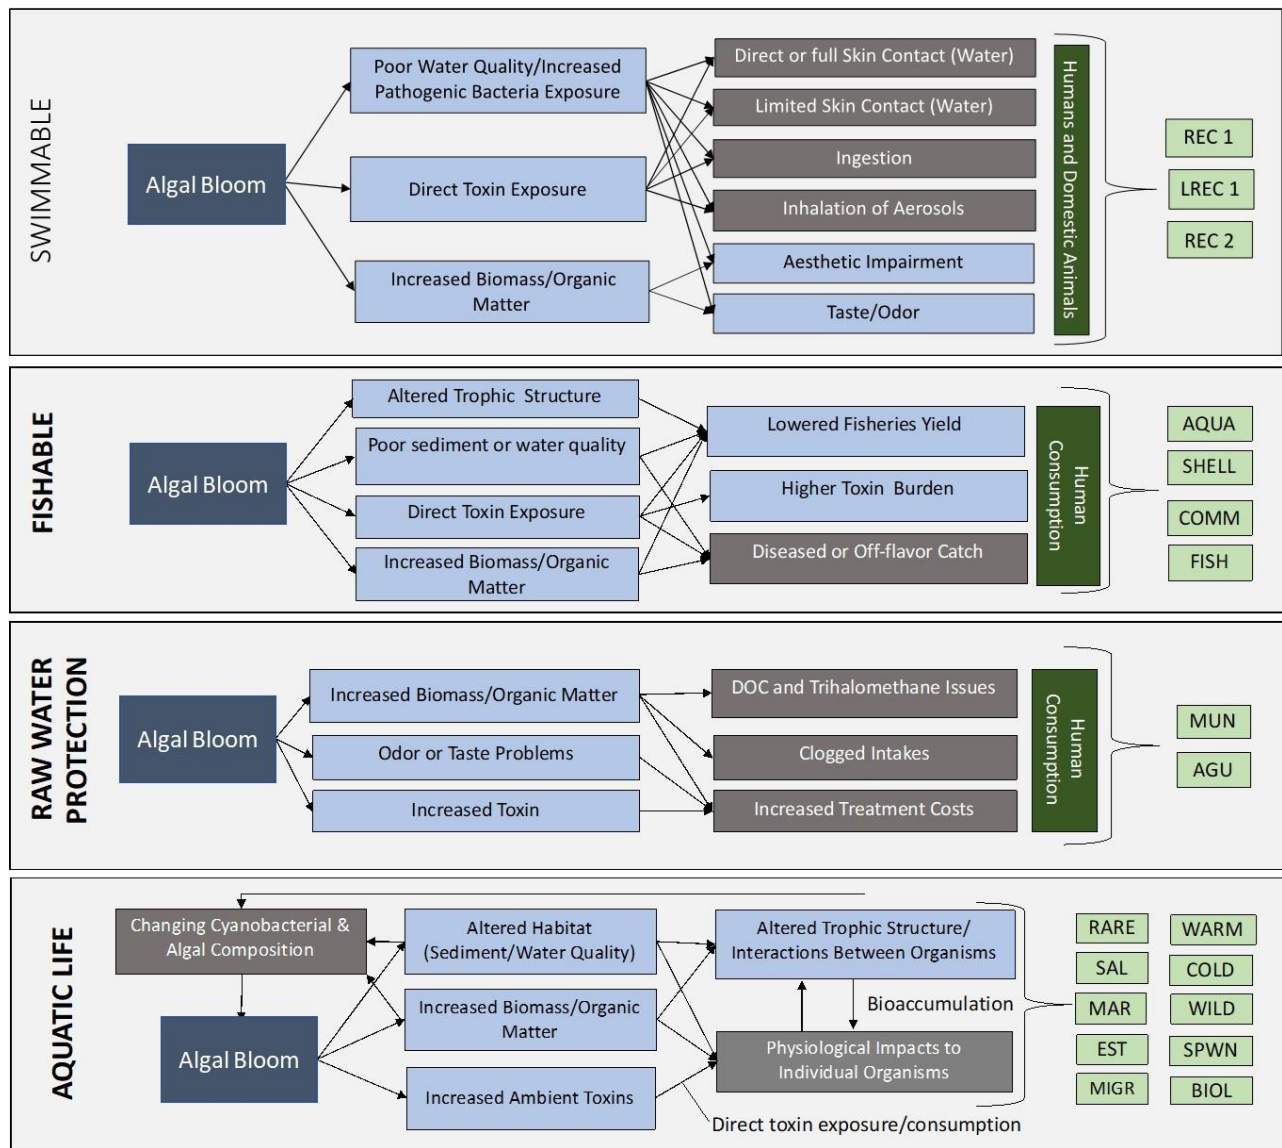 SWIMMABLE
Algal Bloom
Poor Water Quality/Increased
Pathogenic Bacteria Exposure
Direct Toxin Exposure
Increased Biomass/Organic
Matter
Direct or full Skin Contact (Water)
Limited Skin Contact (Water)
Ingestion
Inhalation of Aerosols
Aesthetic Impairment
Taste/Odor
Humans and Domestic Animals
REC 1
LREC 1
REC 2
FISHABLE
Algal Bloom
Altered Trophic Structure
Poor sediment or water quality
Direct Toxin Exposure
Increased Biomass/Organic
Matter
Lowered Fisheries Yield
Higher Toxin Burden
Diseased or Off-flavor Catch
Human
Consumption
AQUA
SHELL
COMM
FISH
RAW WATER
PROTECTION
Algal Bloom
Increased Biomass/Organic Matter
Odor or Taste Problems
Increased Toxin
DOC and Trihalomethane Issues
Clogged Intakes
Increased Treatment Costs
Human
Consumption
MUN
AGU
AQUATIC LIFE
Changing Cyanobacterial &
Algal Composition
Algal Bloom
Altered Habitat
(Sediment/Water Quality)
Increased Biomass/Organic
Matter
Increased Ambient Toxins
Altered Trophic Structure/
Interactions Between Organisms
Bioaccumulation
Physiological Impacts to
Individual Organisms
Direct toxin exposure/consumption
RARE
WARM
SAL
COLD
MAR
WILD
EST
SPWN
MIGR
BIOL